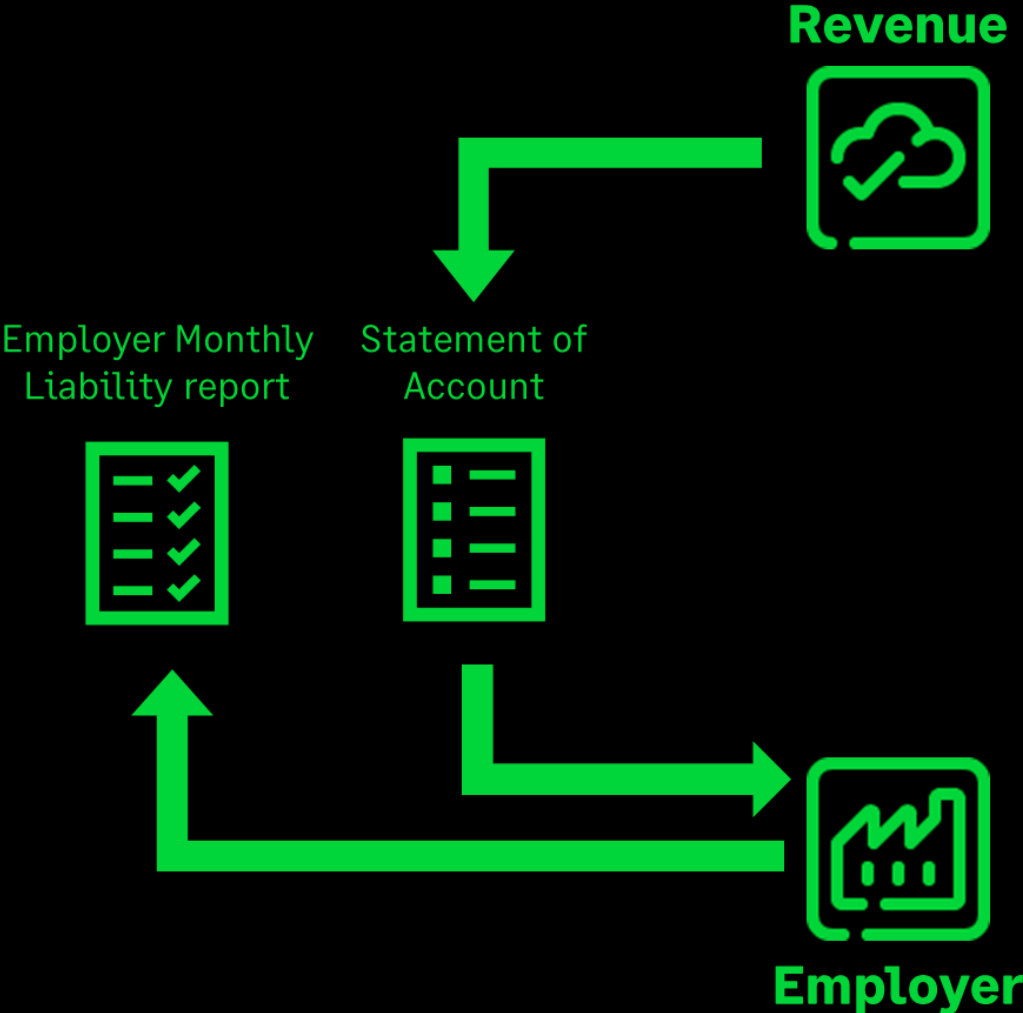 Revenue
Employer Monthly
Liability report
Statement of
Account
Employer